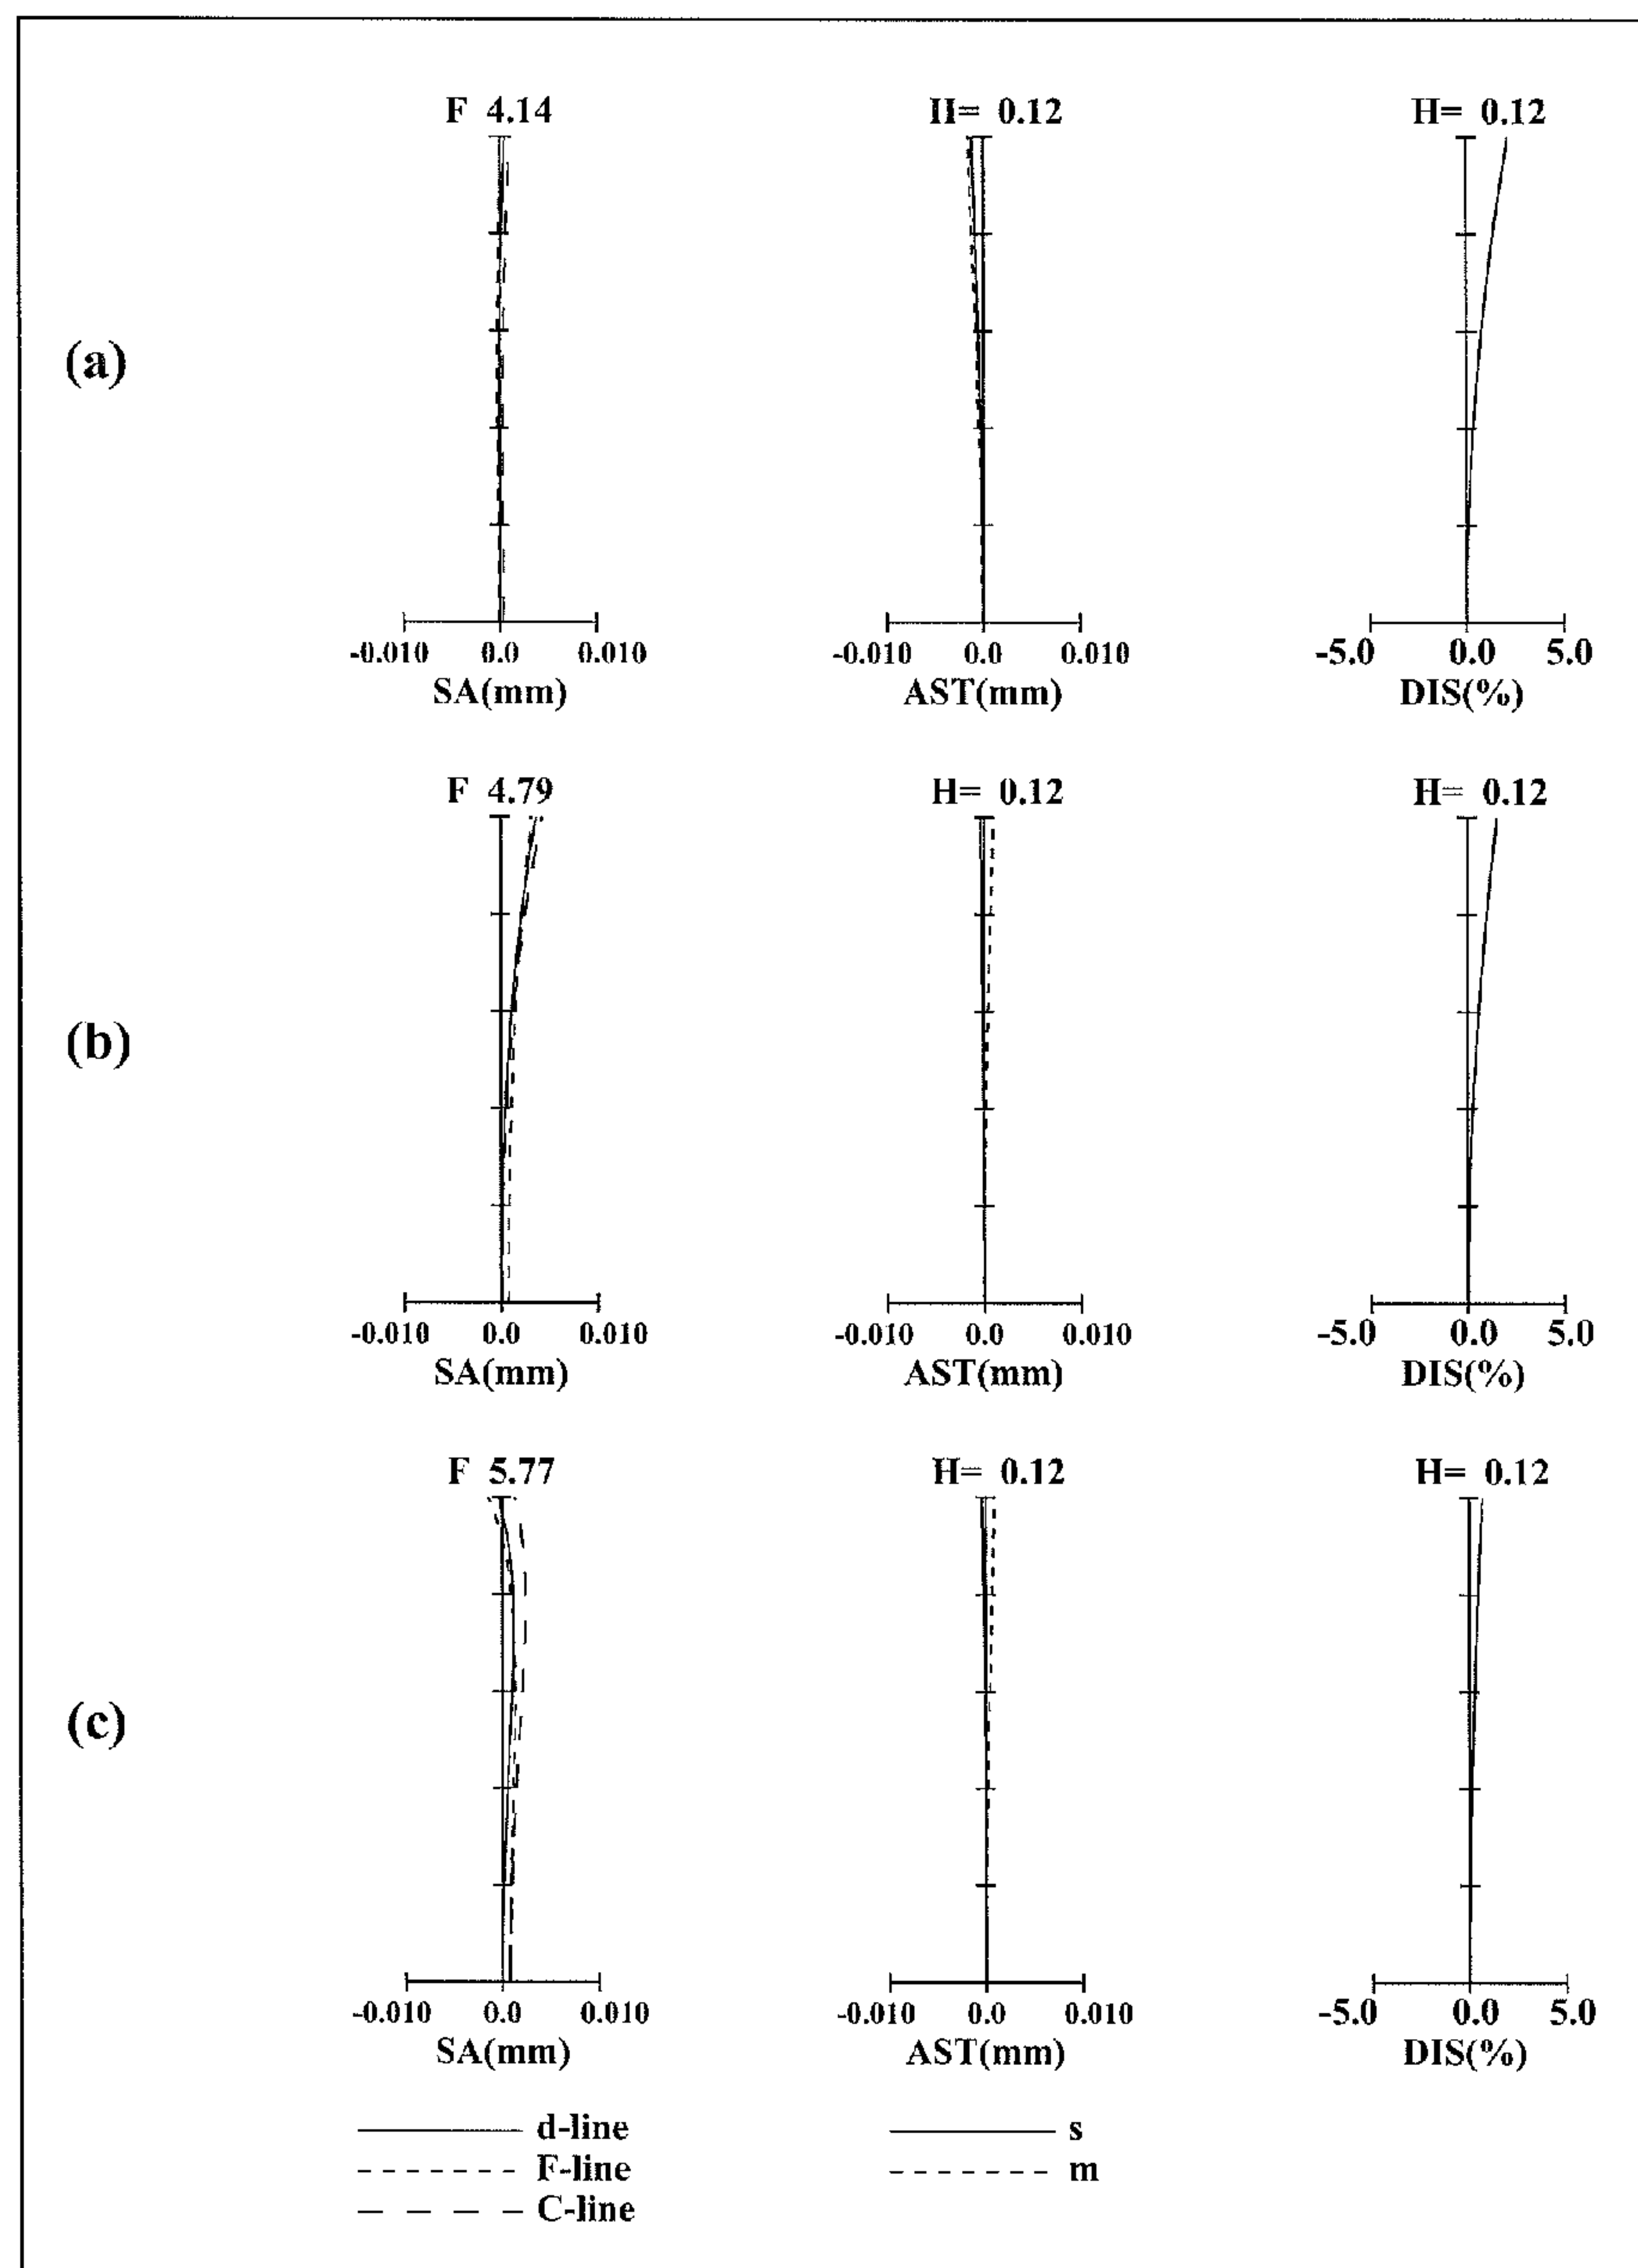 F 4.14 H= 0.12 H= 0.12
(a)
-0.010 0.0 0.010 -0.010 0.0 0.010 -5.0 0.0 5.0
SA(mm) AST(mm) DIS(%)
F 4.79 H= 0.12 H= 0.12
(b)
-0.010 0.0 0.010 -0.010 0.0 0.010 -5.0 0.0 5.0
SA(mm) AST(mm) DIS(%)
F 5.77 H= 0.12 H= 0.12
(c)
-0.010 0.0 0.010 -0.010 0.0 0.010 -5.0 0.0 5.0
SA(mm) AST(mm) DIS(%)
d-line s
F-line m
C-line